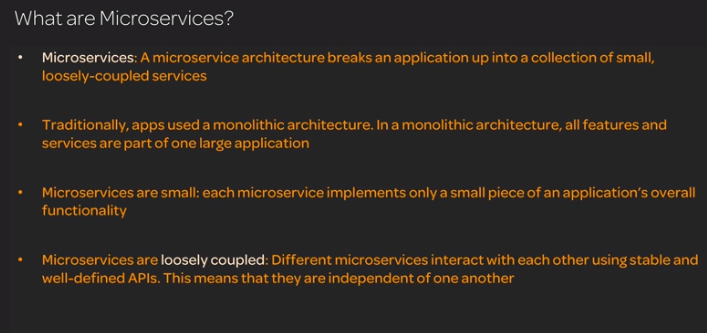 What are Microservices?
• Microservices: A microservice architecture breaks an application up into a collection of small,
loosely-coupled services
• Traditionally, apps used a monolithic architecture. In a monolithic architecture, all features and
services are part of one large application
• Microservices are small: each microservice implements only a small piece of an application's overall
functionality
• Microservices are loosely coupled: Different microservices interact with each other using stable and
well-defined APIs. This means that they are independent of one another